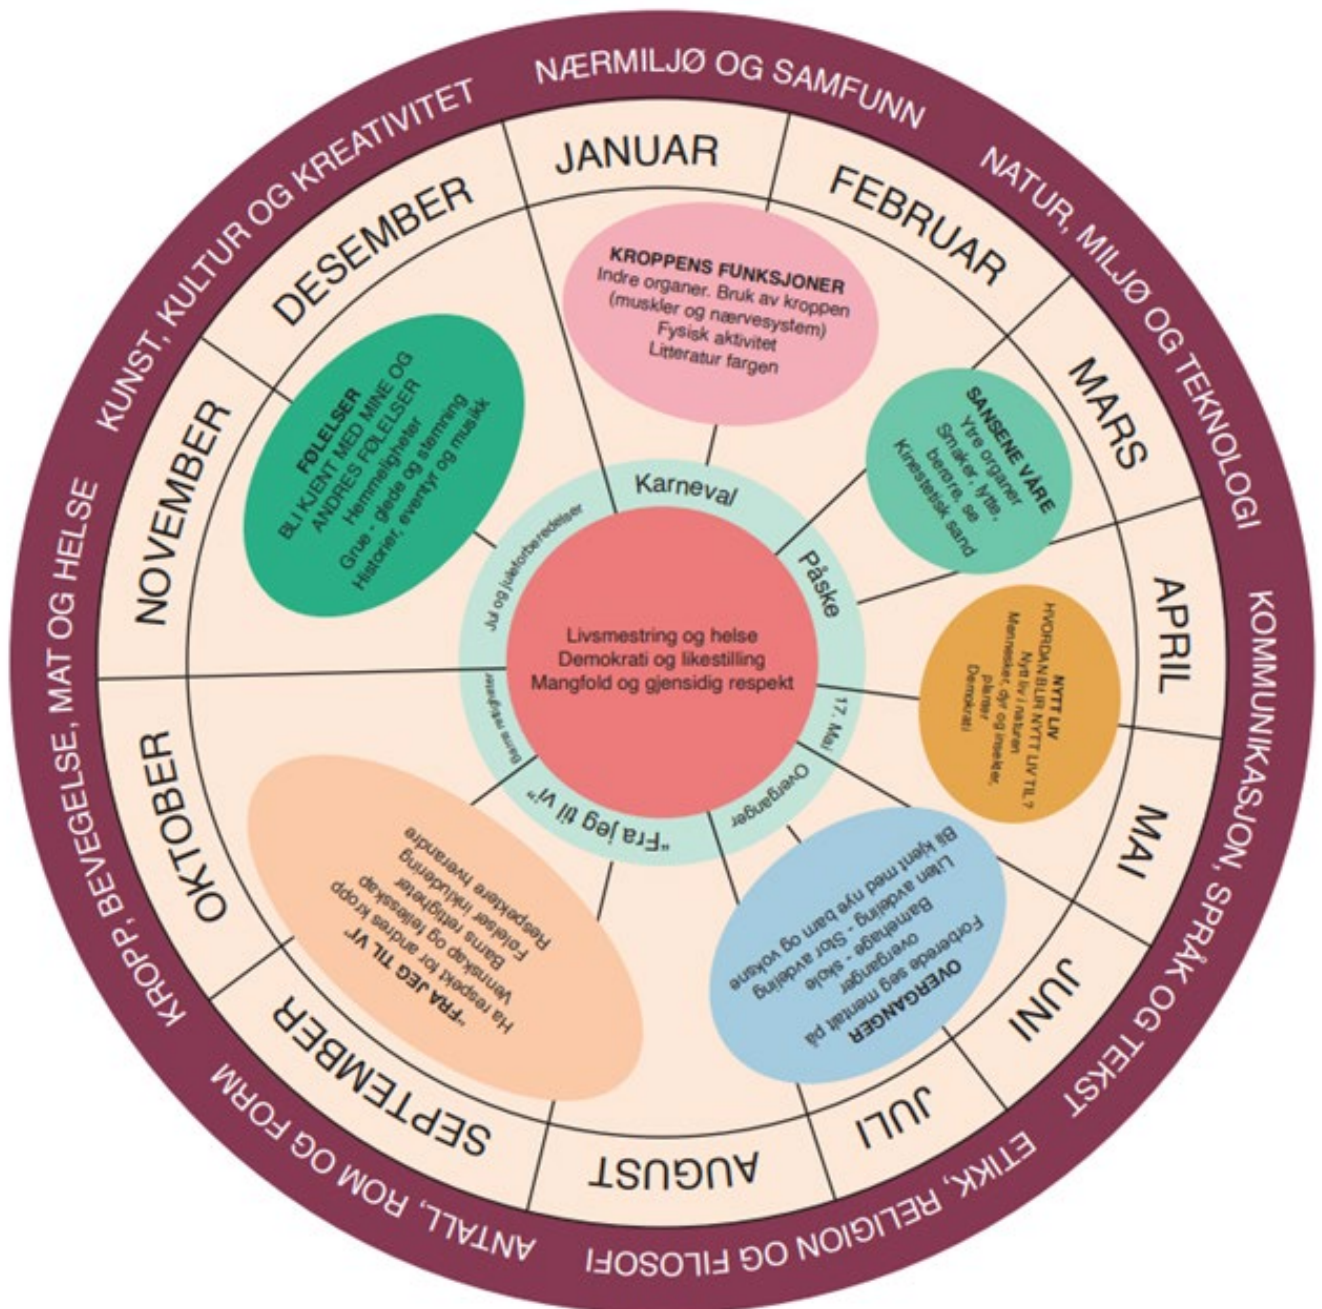 NÆRMILJØ OG SAMFUNN
NATUR, MILJØ OG TEKNOLOGI
KOMMUNIKASJON, SPRÅK OG TEKST
ETIKK, RELIGION OG FILOSOFI
ANTALL, ROM OG FORM
KROPP, BEVEGELSE, MAT OG HELSE
KUNST, KULTUR OG KREATIVITET
JANUAR
FEBRUAR
MARS
APRIL
MAI
JUNI
JULI
AUGUST
SEPTEMBER
OKTOBER
NOVEMBER
DESEMBER
KROPPENS FUNKSJONER
Indre organer. Bruk av kroppen
(muskler og nærvesystem)
Fysisk aktivitet
Litteratur fargen
SANSENE VÅRE
Ytre organer
Smaker, lytte,
berøre, se
Kinestetisk sand
NYTT LIV
HVORDAN BLIR NYTT LIV TIL?
Nytt liv i naturen
Mennesker, dyr og insekter,
planter
Demokrati
OVERGANGER
Forberede seg mentalt på
overganger
Barnehage - skole
Liten avdeling - Stor avdeling
Bli kjent med nye barn og voksne
"FRA JEG TIL VI"
Ha respekt for andres kropp
Vennskap og fellesskap
Barns rettigheter
Følelser inkludering
Respektere hverandre
FØLELSER
BLI KJENT MED MINE OG
ANDRES FØLELSER
Hemmeligheter
Grue - glede og stemning
Historier, eventyr og musikk
Karneval
Påske
17. Mai
Overganger
"Fra jeg til vi"
Barns rettigheter
Jul og juleforberedelser
Livsmestring og helse
Demokrati og likestilling
Mangfold og gjensidig respekt